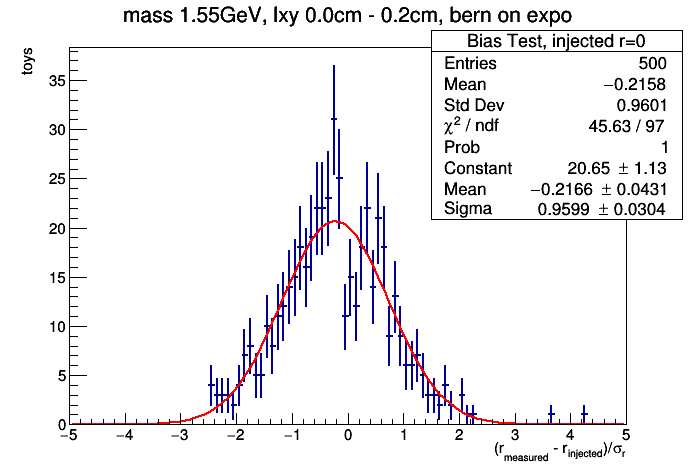 mass 1.55GeV, lxy 0.0cm - 0.2cm, bern on expo
Bias Test, injected r=0
Entries 500
Mean −0.2158
Std Dev 0.9601
χ² / ndf 45.63 / 97
Prob 1
Constant 20.65 ± 1.13
Mean −0.2166 ± 0.0431
Sigma 0.9599 ± 0.0304
toys
35
30
25
20
15
10
5
0
−5 −4 −3 −2 −1 0 1 2 3 4 5
(r_measured - r_injected)/σ_r